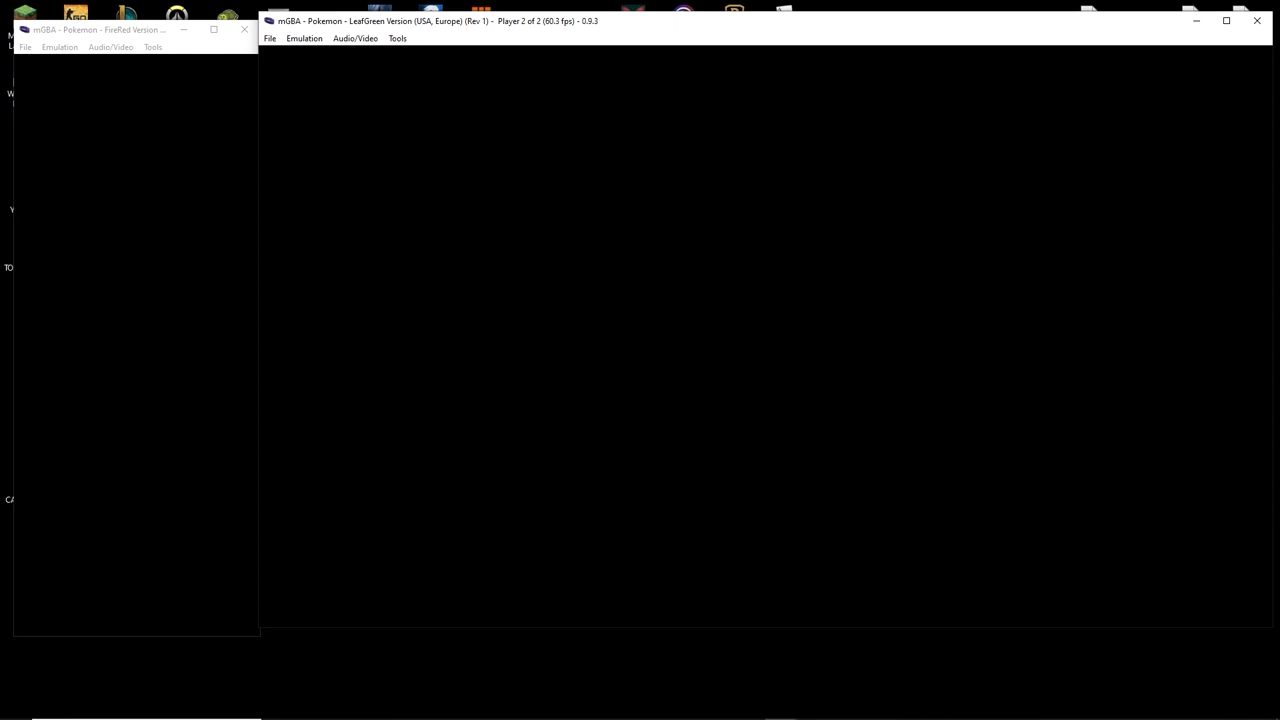 mGBA - Pokemon - FireRed Version ...
File Emulation Audio/Video Tools
mGBA - Pokemon - LeafGreen Version (USA, Europe) (Rev 1) - Player 2 of 2 (60.3 fps) - 0.9.3
File Emulation Audio/Video Tools
TO